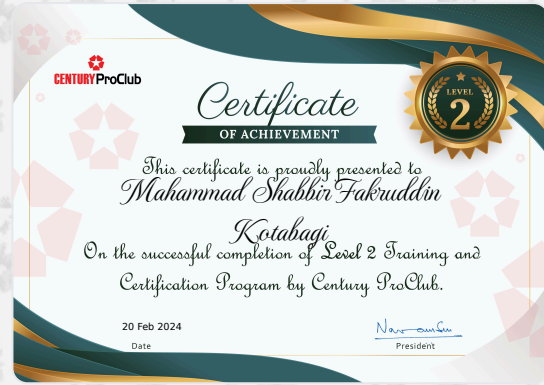 CENTURY ProClub
Certificate
OF ACHIEVEMENT
LEVEL
2
This certificate is proudly presented to
Mahammad Shabbir Fakruddin
Kotabagi
On the successful completion of Level 2 Training and
Certification Program by Century ProClub.
20 Feb 2024
Date
President